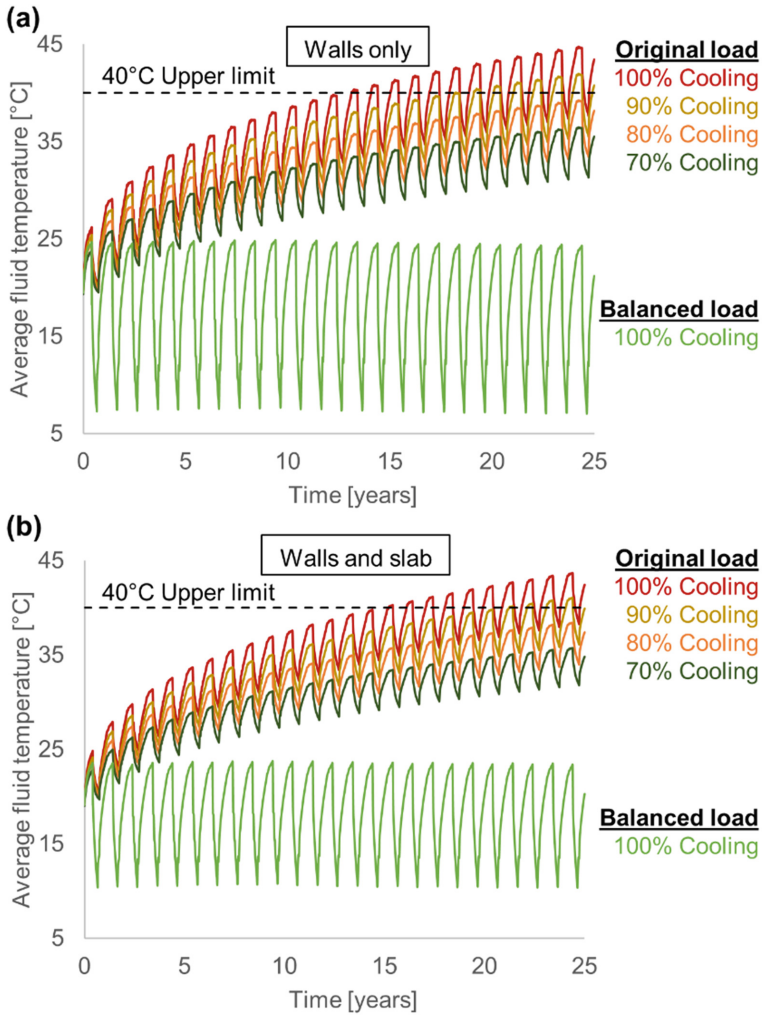 (a)
Walls only
45
40°C Upper limit
35
25
15
5
Average fluid temperature [°C]
0 5 10 15 20 25
Time [years]
Original load
100% Cooling
90% Cooling
80% Cooling
70% Cooling
Balanced load
100% Cooling
(b)
Walls and slab
45
40°C Upper limit
35
25
15
5
Average fluid temperature [°C]
0 5 10 15 20 25
Time [years]
Original load
100% Cooling
90% Cooling
80% Cooling
70% Cooling
Balanced load
100% Cooling